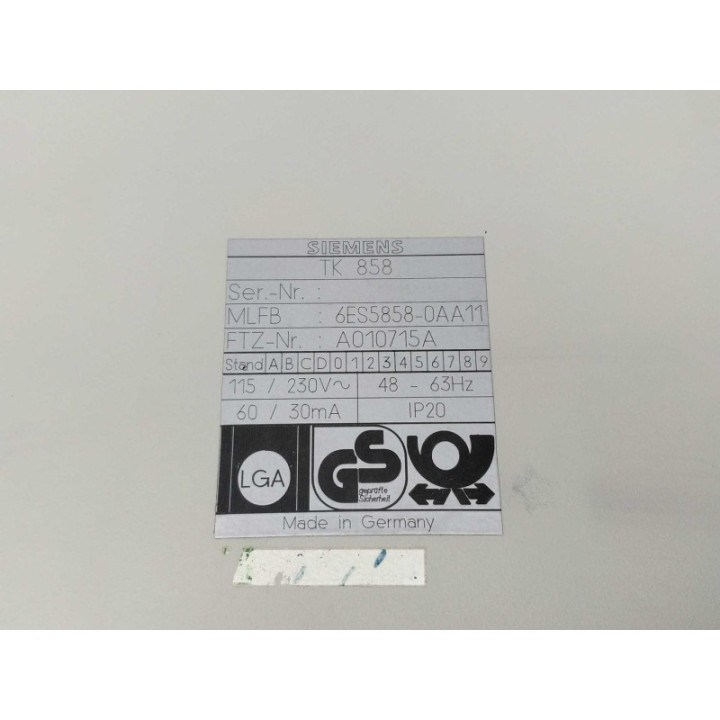 SIEMENS
TK 858
Ser.-Nr. :
MLFB : 6ES5858-0AA11
FTZ-Nr. : A010715A
Stand A B C D 0 1 2 3 4 5 6 7 8 9
115 / 230V~ 48 - 63Hz
60 / 30mA IP20
LGA
GS
geprüfte
Sicherheit
Made in Germany